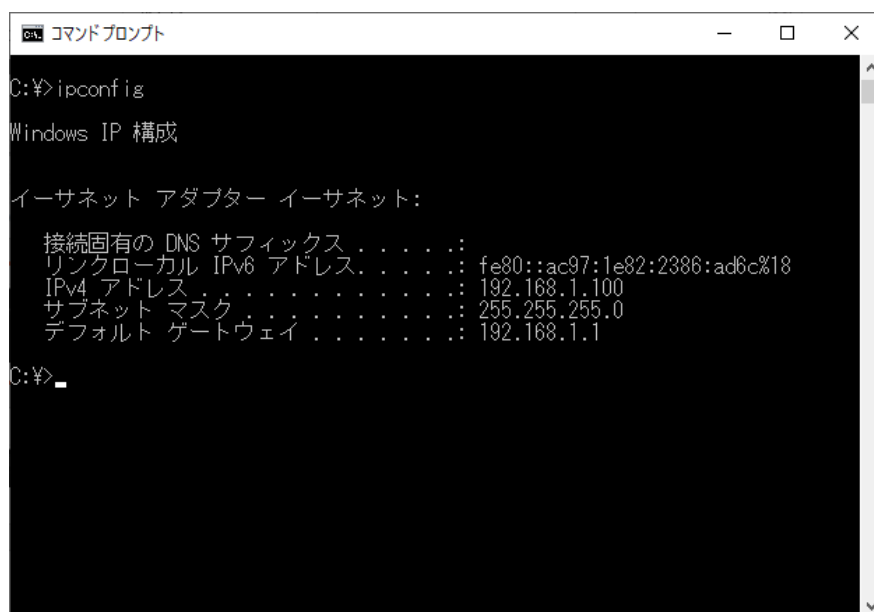 コマンド プロンプト
C:¥>ipconfig
Windows IP 構成
イーサネット アダプター イーサネット:
接続固有の DNS サフィックス . . . . .:
リンクローカル IPv6 アドレス. . . . .: fe80::ac97:1e82:2386:ad6c%18
IPv4 アドレス . . . . . . . . . . . .: 192.168.1.100
サブネット マスク . . . . . . . . . .: 255.255.255.0
デフォルト ゲートウェイ . . . . . . .: 192.168.1.1
C:¥>